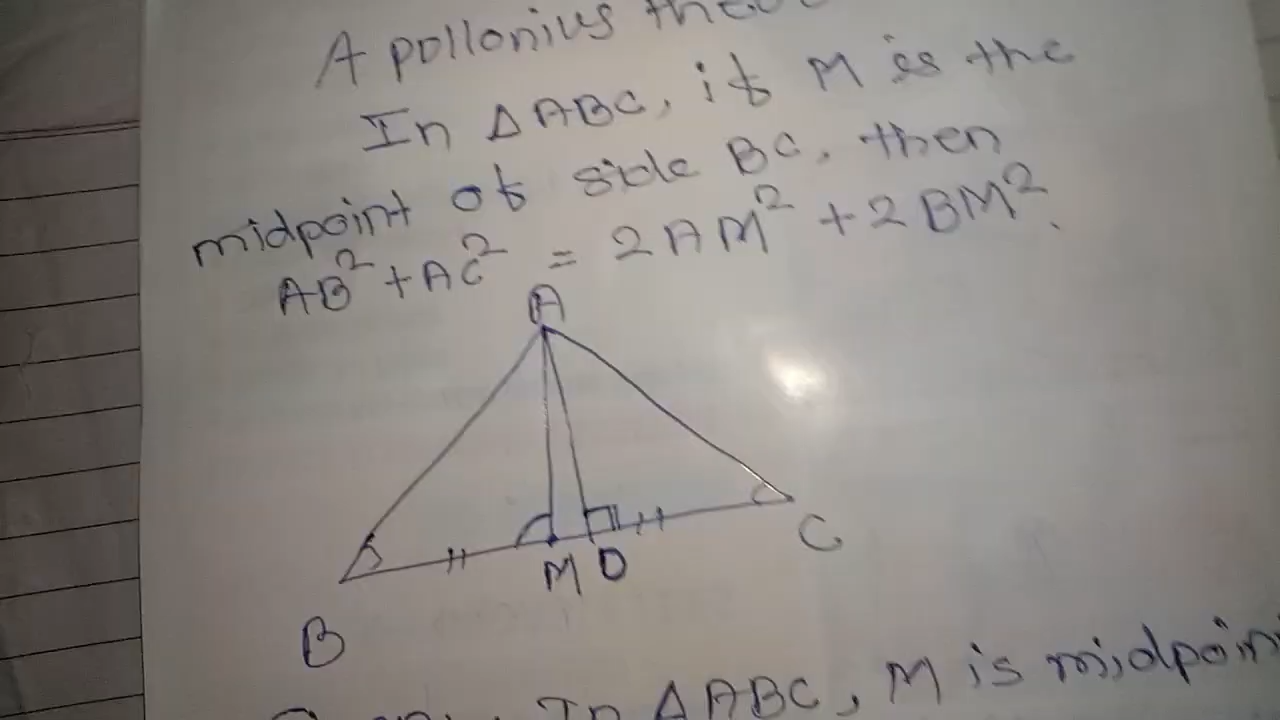 Apollonius
In ΔABC, if M is the
midpoint of side BC, then
AB² + AC² = 2AM² + 2BM².
A
M D
C
B
In ΔABC, M is midpoin